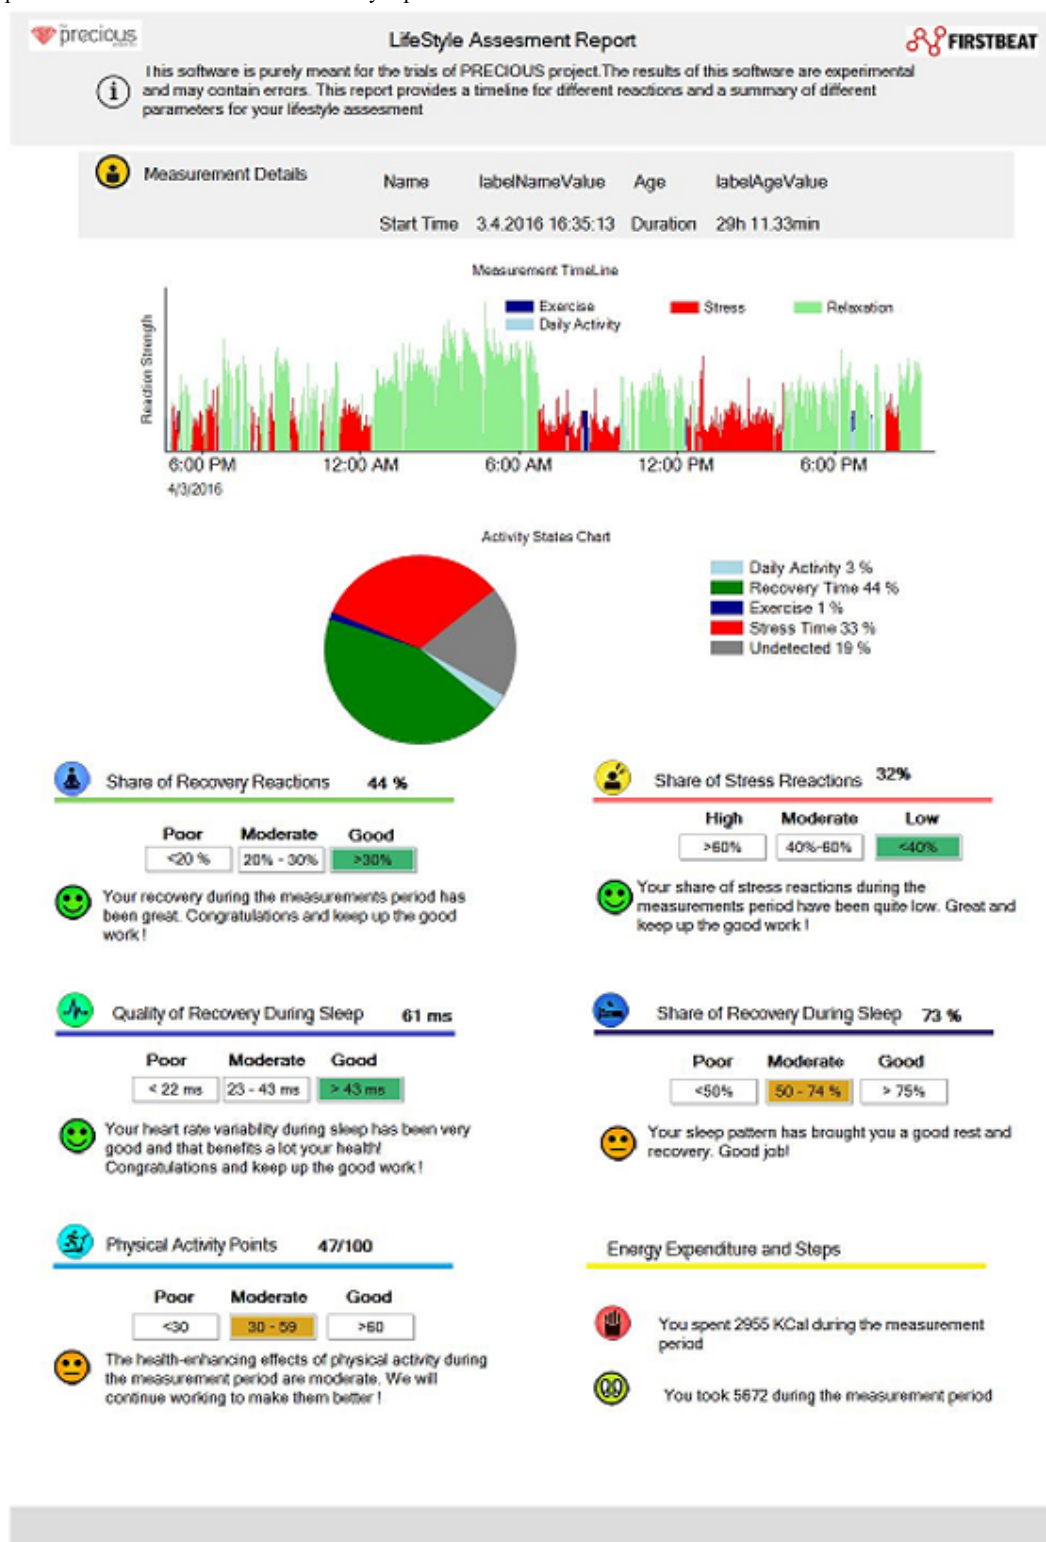 precious
LifeStyle Assesment Report
FIRSTBEAT
This software is purely meant for the trials of PRECIOUS project.The results of this software are experimental
and may contain errors. This report provides a timeline for different reactions and a summary of different
parameters for your lifestyle assesment
Measurement Details
Name labelNameValue Age labelAgeValue
Start Time 3.4.2016 16:35:13 Duration 29h 11.33min
Measurement TimeLine
Exercise Stress Relaxation
Daily Activity
Reaction Strength
6:00 PM 12:00 AM 6:00 AM 12:00 PM 6:00 PM
4/3/2016
Activity States Chart
Daily Activity 3 %
Recovery Time 44 %
Exercise 1 %
Stress Time 33 %
Undetected 19 %
Share of Recovery Reactions 44 %
Poor Moderate Good
<20 % 20% - 30% >30%
Your recovery during the measurements period has
been great. Congratulations and keep up the good
work !
Share of Stress Rreactions 32%
High Moderate Low
>60% 40%-60% <40%
Your share of stress reactions during the
measurements period have been quite low. Great and
keep up the good work !
Quality of Recovery During Sleep 61 ms
Poor Moderate Good
< 22 ms 23 - 43 ms > 43 ms
Your heart rate variability during sleep has been very
good and that benefits a lot your health!
Congratulations and keep up the good work !
Share of Recovery During Sleep 73 %
Poor Moderate Good
<50% 50 - 74 % > 75%
Your sleep pattern has brought you a good rest and
recovery. Good job!
Physical Activity Points 47/100
Poor Moderate Good
<30 30 - 59 >60
The health-enhancing effects of physical activity during
the measurement period are moderate. We will
continue working to make them better !
Energy Expenditure and Steps
You spent 2955 KCal during the measurement
period
You took 5672 during the measurement period